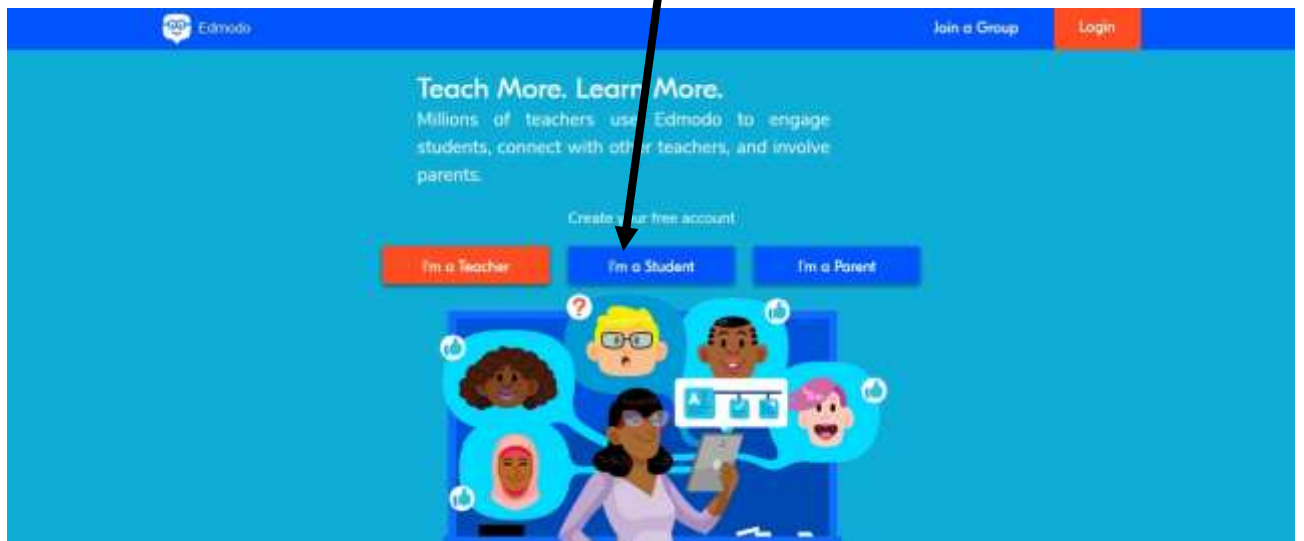 Edmodo
Join a Group
Login
Teach More. Learn More.
Millions of teachers use Edmodo to engage
students, connect with other teachers, and involve
parents.
Create your free account
I'm a Teacher
I'm a Student
I'm a Parent
?
A